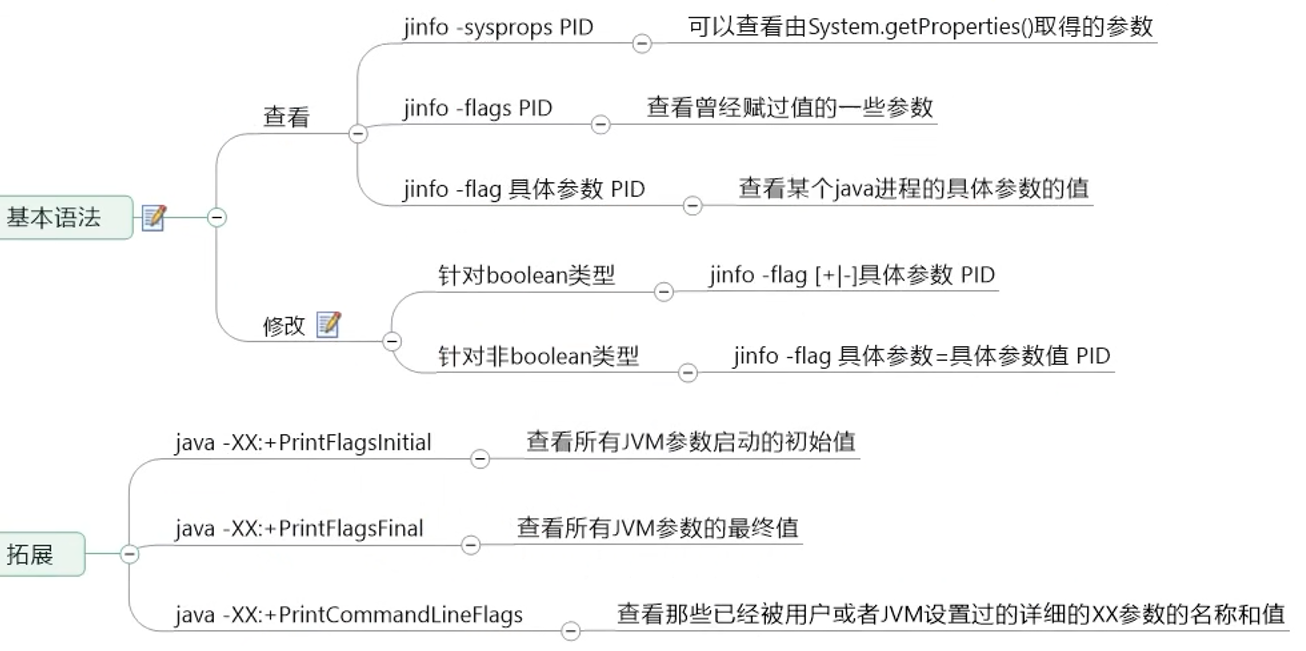 基本语法
查看
jinfo -sysprops PID
可以查看由System.getProperties()取得的参数
jinfo -flags PID
查看曾经赋过值的一些参数
jinfo -flag 具体参数 PID
查看某个java进程的具体参数的值
修改
针对boolean类型
jinfo -flag [+|-]具体参数 PID
针对非boolean类型
jinfo -flag 具体参数=具体参数值 PID
拓展
java -XX:+PrintFlagsInitial
查看所有JVM参数启动的初始值
java -XX:+PrintFlagsFinal
查看所有JVM参数的最终值
java -XX:+PrintCommandLineFlags
查看那些已经被用户或者JVM设置过的详细的XX参数的名称和值